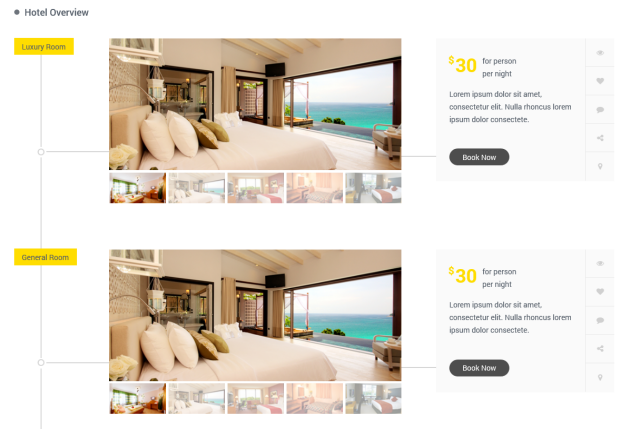 Hotel Overview
Luxury Room
$30 for person
per night
Lorem ipsum dolor sit amet,
consectetur elit. Nulla rhoncus lorem
ipsum dolor consectete.
Book Now
General Room
$30 for person
per night
Lorem ipsum dolor sit amet,
consectetur elit. Nulla rhoncus lorem
ipsum dolor consectete.
Book Now